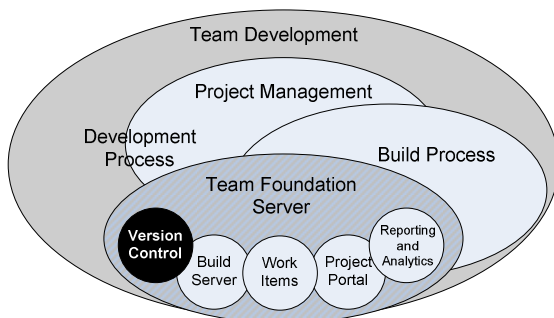 Team Development
Project Management
Development
Process
Build Process
Team Foundation
Server
Version
Control
Build
Server
Work
Items
Project
Portal
Reporting
and
Analytics